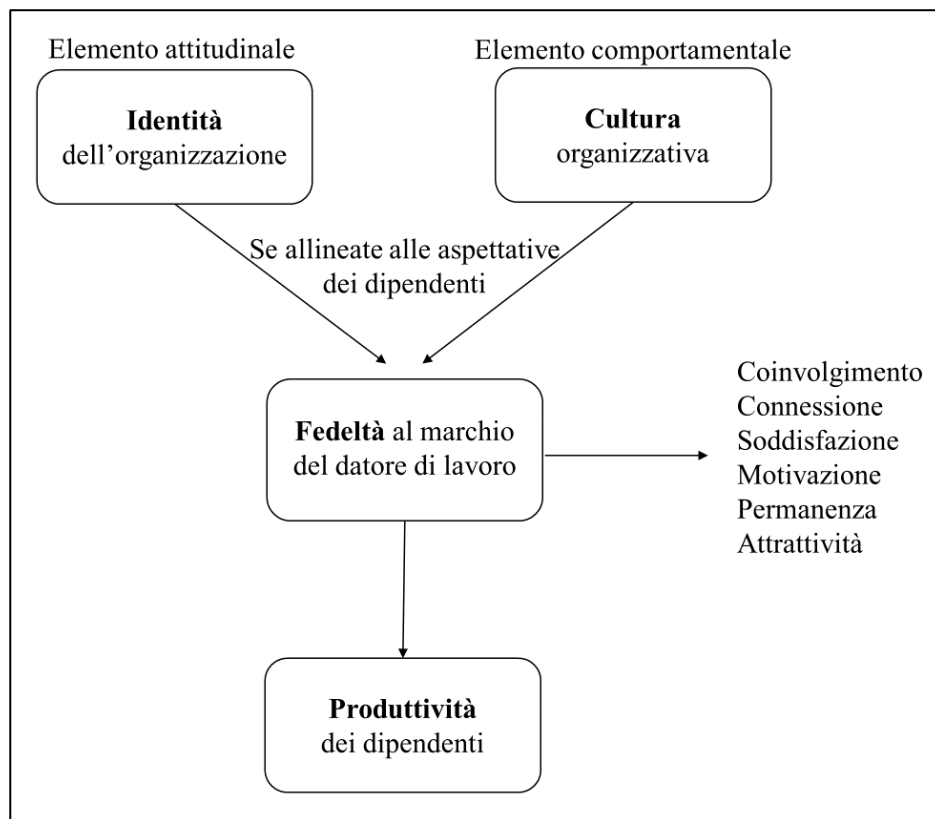 Elemento attitudinale
Elemento comportamentale
Identità
dell’organizzazione
Cultura
organizzativa
Se allineate alle aspettative
dei dipendenti
Fedeltà al marchio
del datore di lavoro
Coinvolgimento
Connessione
Soddisfazione
Motivazione
Permanenza
Attrattività
Produttività
dei dipendenti